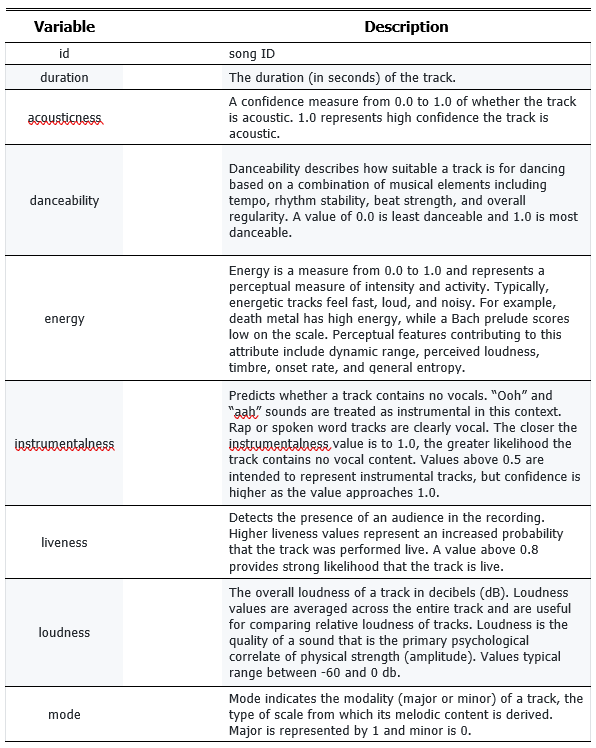 Variable Description
id song ID
duration The duration (in seconds) of the track.
acousticness
A confidence measure from 0.0 to 1.0 of whether the track
is acoustic. 1.0 represents high confidence the track is
acoustic.
danceability
Danceability describes how suitable a track is for dancing
based on a combination of musical elements including
tempo, rhythm stability, beat strength, and overall
regularity. A value of 0.0 is least danceable and 1.0 is most
danceable.
energy
Energy is a measure from 0.0 to 1.0 and represents a
perceptual measure of intensity and activity. Typically,
energetic tracks feel fast, loud, and noisy. For example,
death metal has high energy, while a Bach prelude scores
low on the scale. Perceptual features contributing to this
attribute include dynamic range, perceived loudness,
timbre, onset rate, and general entropy.
instrumentalness
Predicts whether a track contains no vocals. “Ooh” and
“aah” sounds are treated as instrumental in this context.
Rap or spoken word tracks are clearly vocal. The closer the
instrumentalness value is to 1.0, the greater likelihood the
track contains no vocal content. Values above 0.5 are
intended to represent instrumental tracks, but confidence is
higher as the value approaches 1.0.
liveness
Detects the presence of an audience in the recording.
Higher liveness values represent an increased probability
that the track was performed live. A value above 0.8
provides strong likelihood that the track is live.
loudness
The overall loudness of a track in decibels (dB). Loudness
values are averaged across the entire track and are useful
for comparing relative loudness of tracks. Loudness is the
quality of a sound that is the primary psychological
correlate of physical strength (amplitude). Values typical
range between -60 and 0 db.
mode
Mode indicates the modality (major or minor) of a track, the
type of scale from which its melodic content is derived.
Major is represented by 1 and minor is 0.